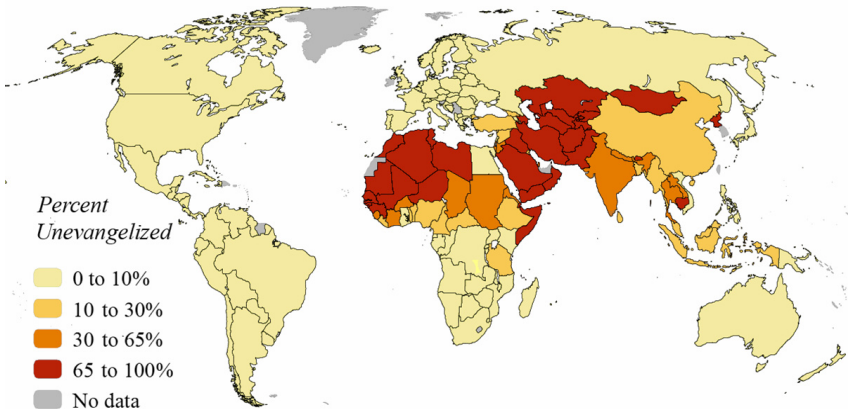 Percent
Unevangelized
0 to 10%
10 to 30%
30 to 65%
65 to 100%
No data